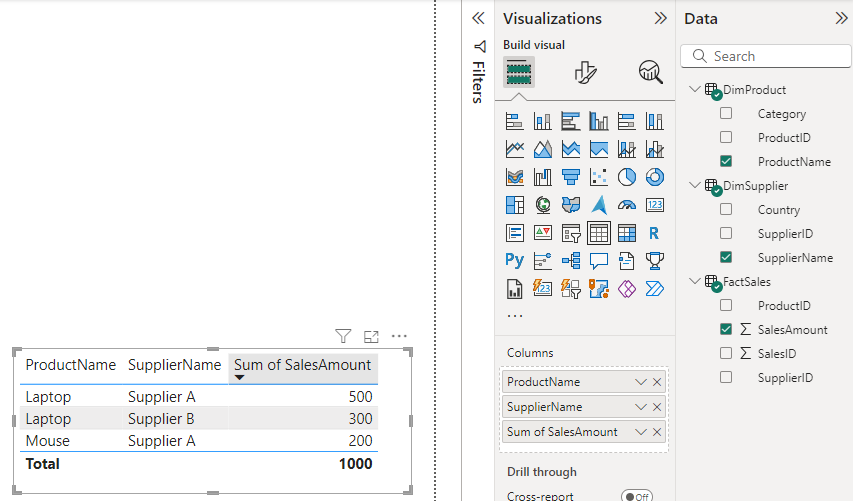 Visualizations
Data
Build visual
Search
Filters
DimProduct
Category
ProductID
ProductName
DimSupplier
Country
SupplierID
SupplierName
FactSales
ProductID
SalesAmount
SalesID
SupplierID
123
R
Py
123
...
ProductName SupplierName Sum of SalesAmount
Laptop Supplier A 500
Laptop Supplier B 300
Mouse Supplier A 200
Total 1000
Columns
ProductName
SupplierName
Sum of SalesAmount
Drill through
Cross-report Off